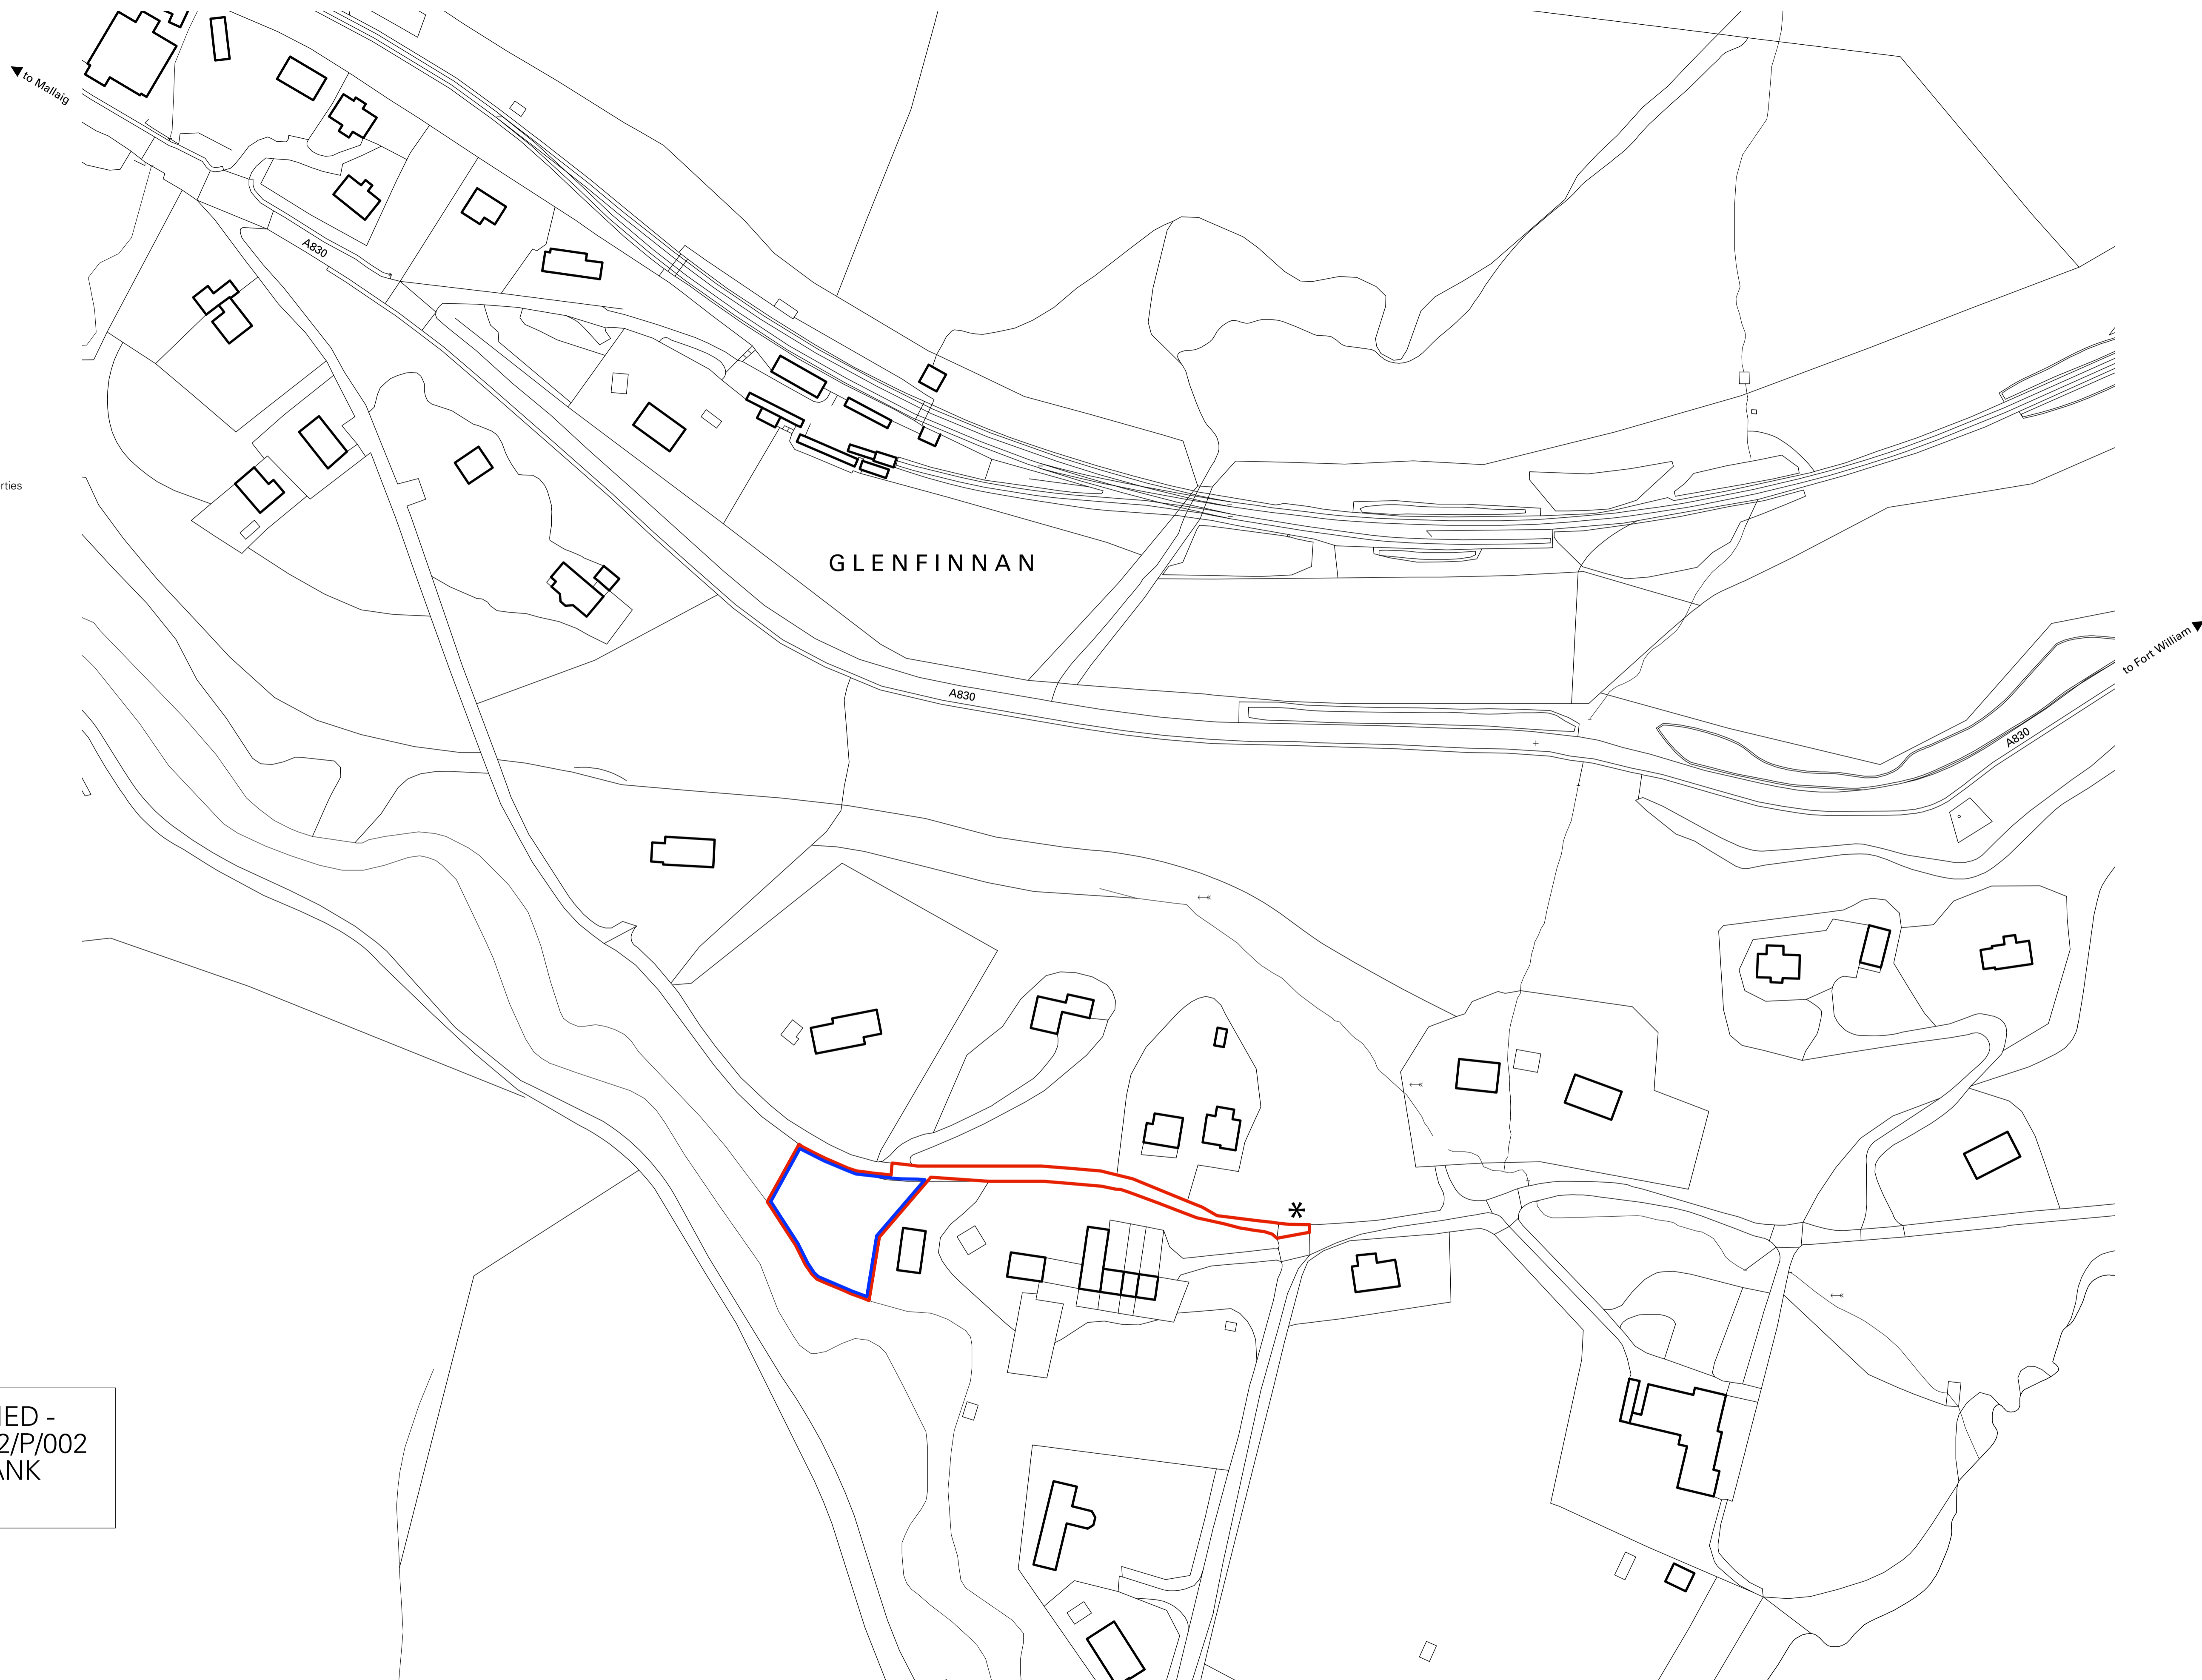 to Mallaig
A830
rties
GLENFINNAN
to Fort William
A830
A830
*
IED -
2/P/002
ANK